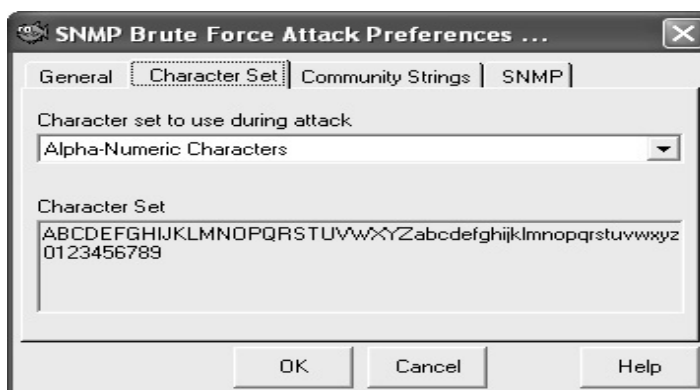 SNMP Brute Force Attack Preferences ...
General Character Set Community Strings SNMP
Character set to use during attack
Alpha-Numeric Characters
Character Set
ABCDEFGHIJKLMNOPQRSTUVWXYZabcdefghijklmnopqrstuvwxyz
0123456789
OK Cancel Help